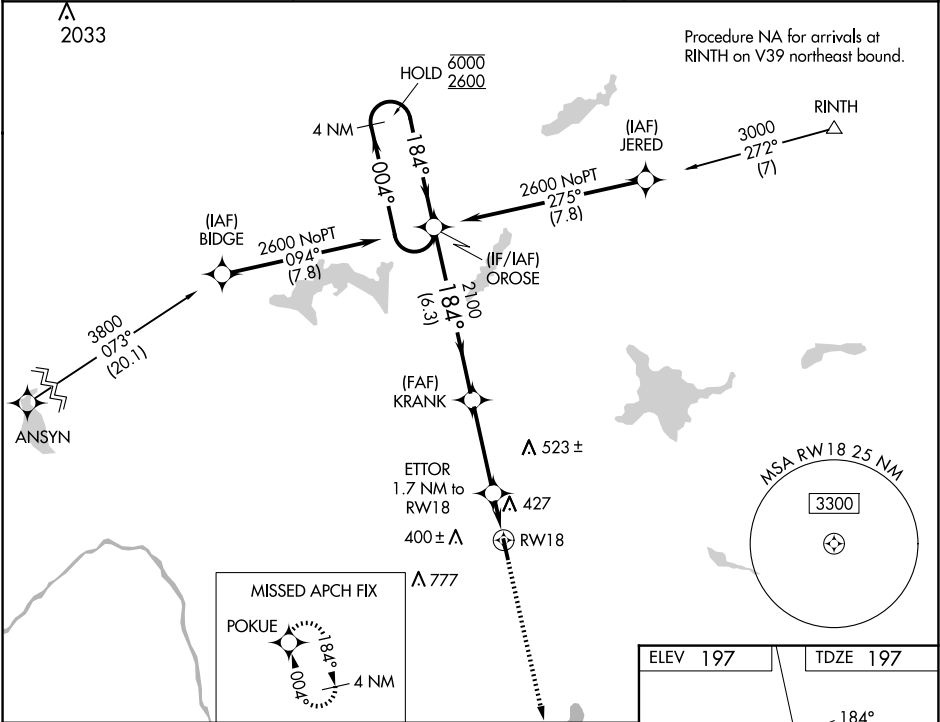 2033
Procedure NA for arrivals at
RINTH on V39 northeast bound.
HOLD 6000
2600
4 NM
184°
004°
RINTH
3000
272°
(7)
(IAF)
JERED
2600 NoPT
275°
(7.8)
(IAF)
BIDGE
2600 NoPT
094°
(7.8)
(IF/IAF)
OROSE
2100
184°
(6.3)
3800
073°
(20.1)
ANSYN
(FAF)
KRANK
523 ±
ETTOR
1.7 NM to
RW18
427
400 ±
RW18
777
MSA RW18 25 NM
3300
MISSED APCH FIX
POKUE
184°
004°
4 NM
ELEV 197
TDZE 197
184°